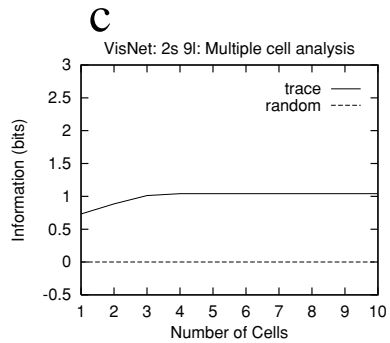 c
VisNet: 2s 9l: Multiple cell analysis
3
2.5
2
1.5
1
0.5
0
-0.5
Information (bits)
trace
random
1 2 3 4 5 6 7 8 9 10
Number of Cells